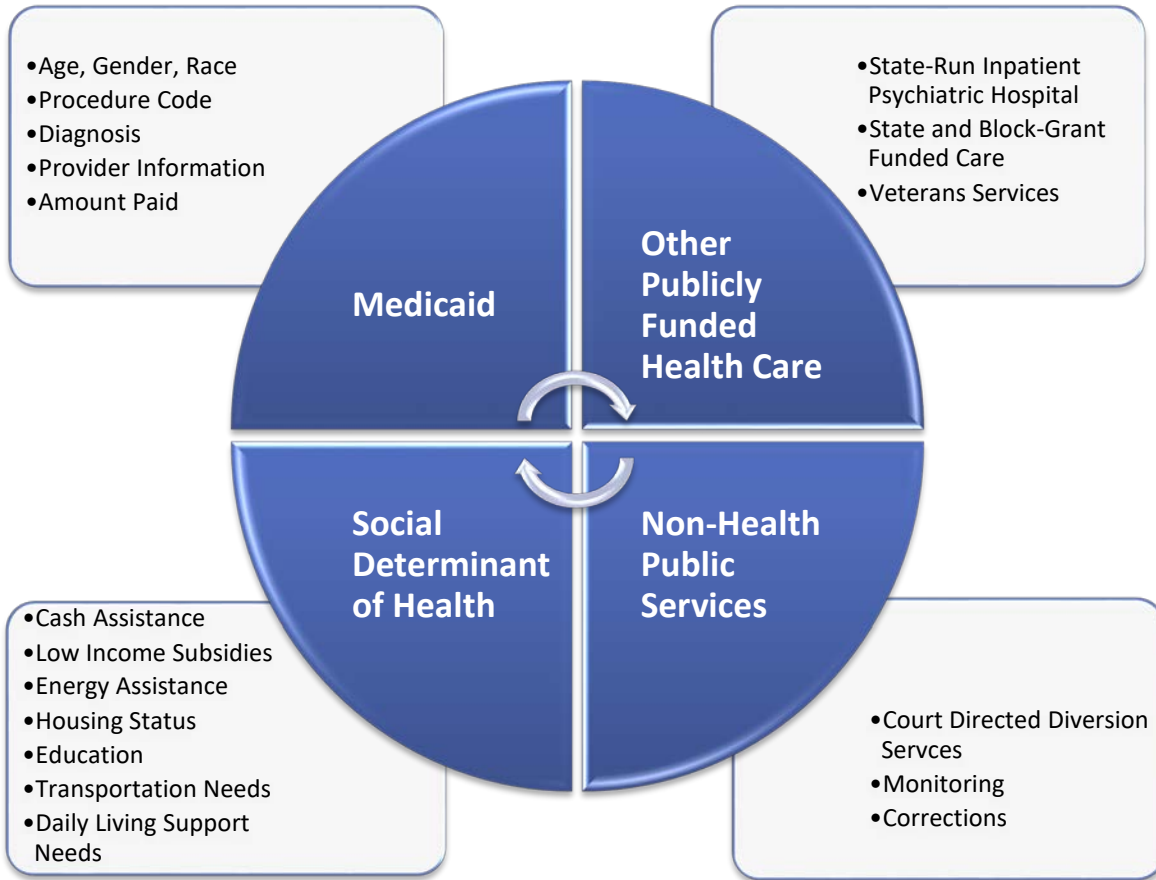 •Age, Gender, Race
•Procedure Code
•Diagnosis
•Provider Information
•Amount Paid
•State-Run Inpatient
Psychiatric Hospital
•State and Block-Grant
Funded Care
•Veterans Services
Medicaid
Other
Publicly
Funded
Health Care
Social
Determinant
of Health
Non-Health
Public
Services
•Cash Assistance
•Low Income Subsidies
•Energy Assistance
•Housing Status
•Education
•Transportation Needs
•Daily Living Support
Needs
•Court Directed Diversion
Servces
•Monitoring
•Corrections